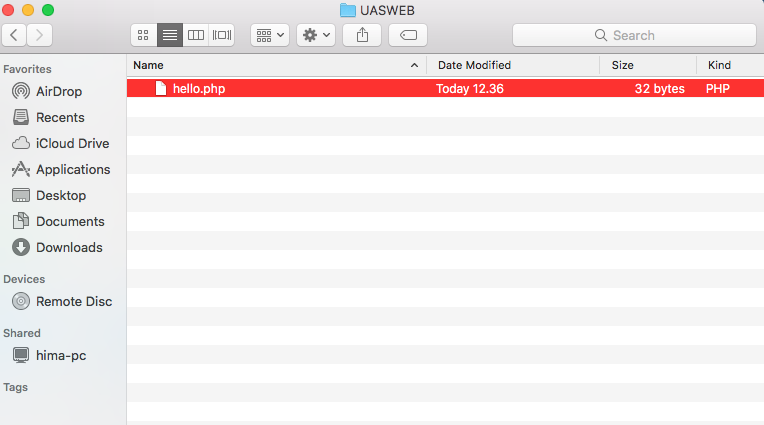 UASWEB
Search
Favorites
AirDrop
Recents
iCloud Drive
Applications
Desktop
Documents
Downloads
Devices
Remote Disc
Shared
hima-pc
Tags
Name Date Modified Size Kind
hello.php Today 12.36 32 bytes PHP